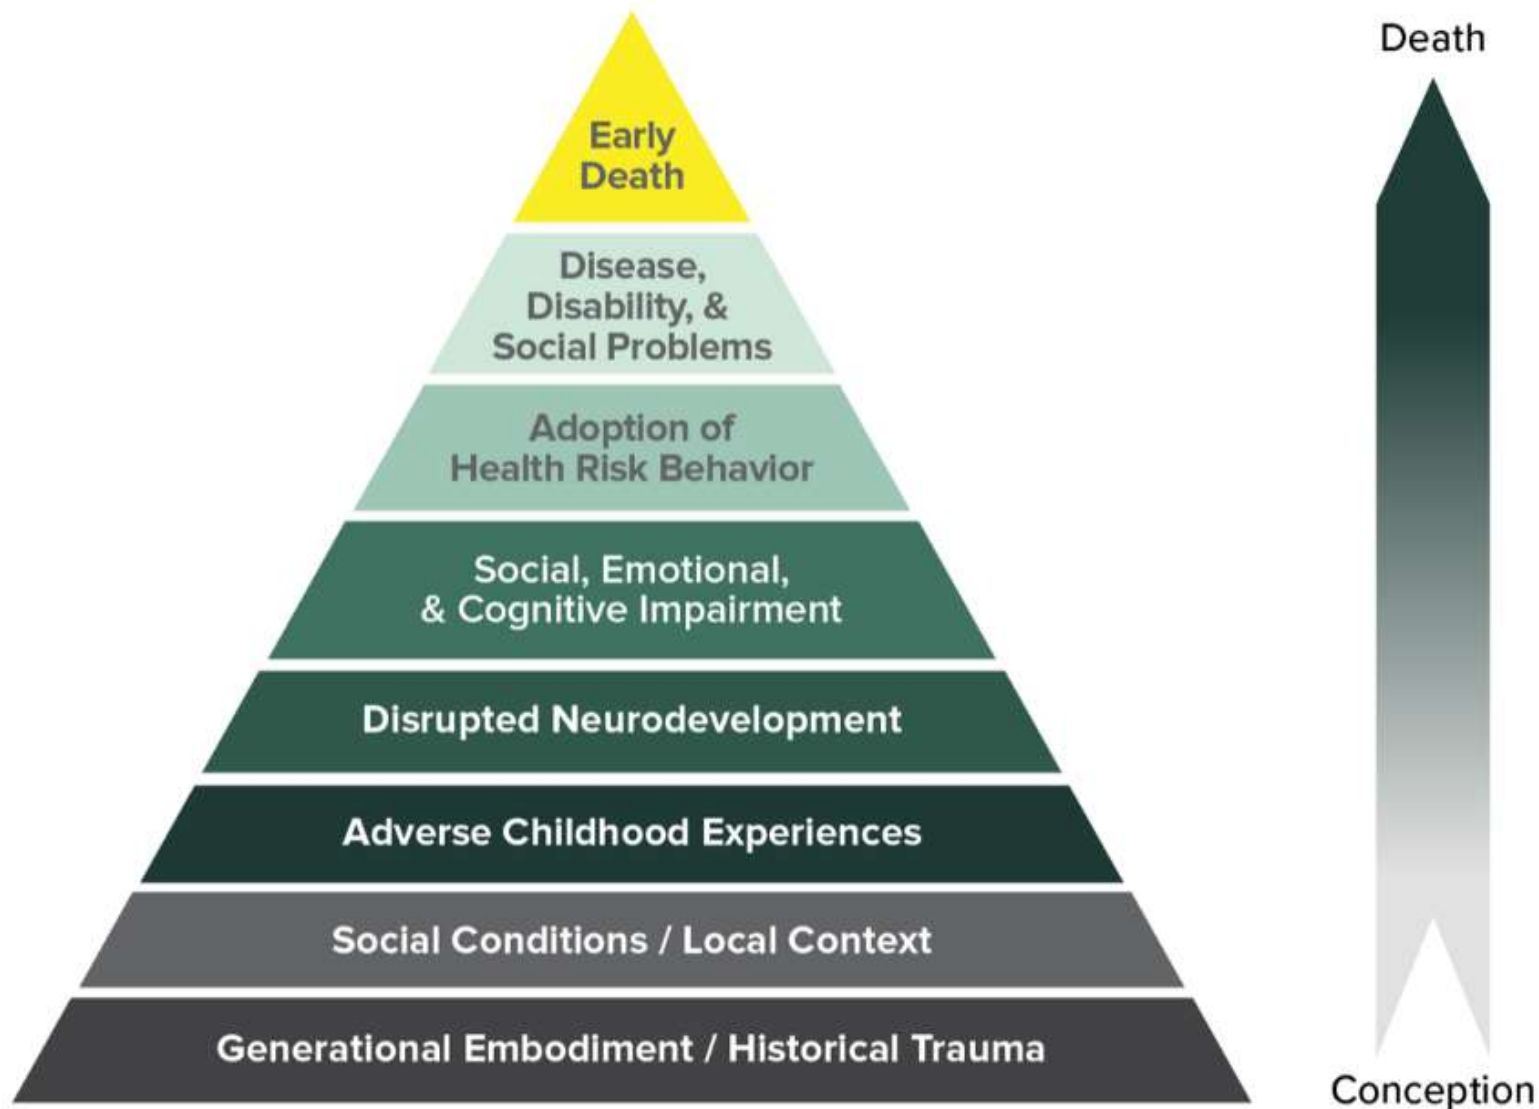 Early
Death
Disease,
Disability, &
Social Problems
Adoption of
Health Risk Behavior
Social, Emotional,
& Cognitive Impairment
Disrupted Neurodevelopment
Adverse Childhood Experiences
Social Conditions / Local Context
Generational Embodiment / Historical Trauma
Death
Conception